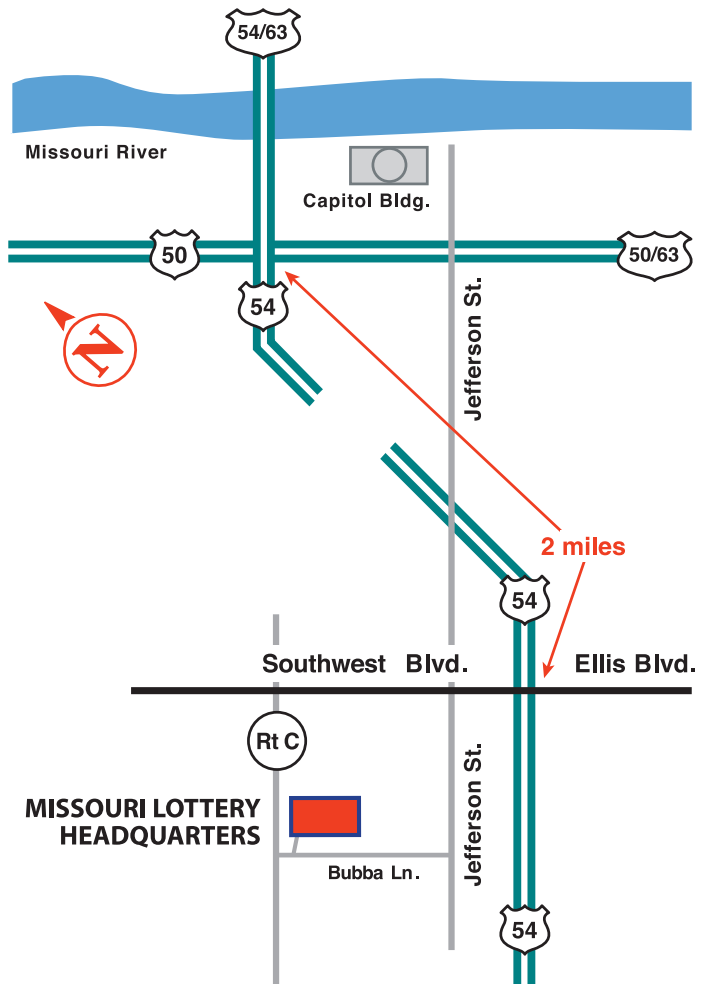 54/63
Missouri River
Capitol Bldg.
50
50/63
54
Jefferson St.
N
2 miles
54
Southwest Blvd.
Ellis Blvd.
Rt C
MISSOURI LOTTERY
HEADQUARTERS
Jefferson St.
Bubba Ln.
54